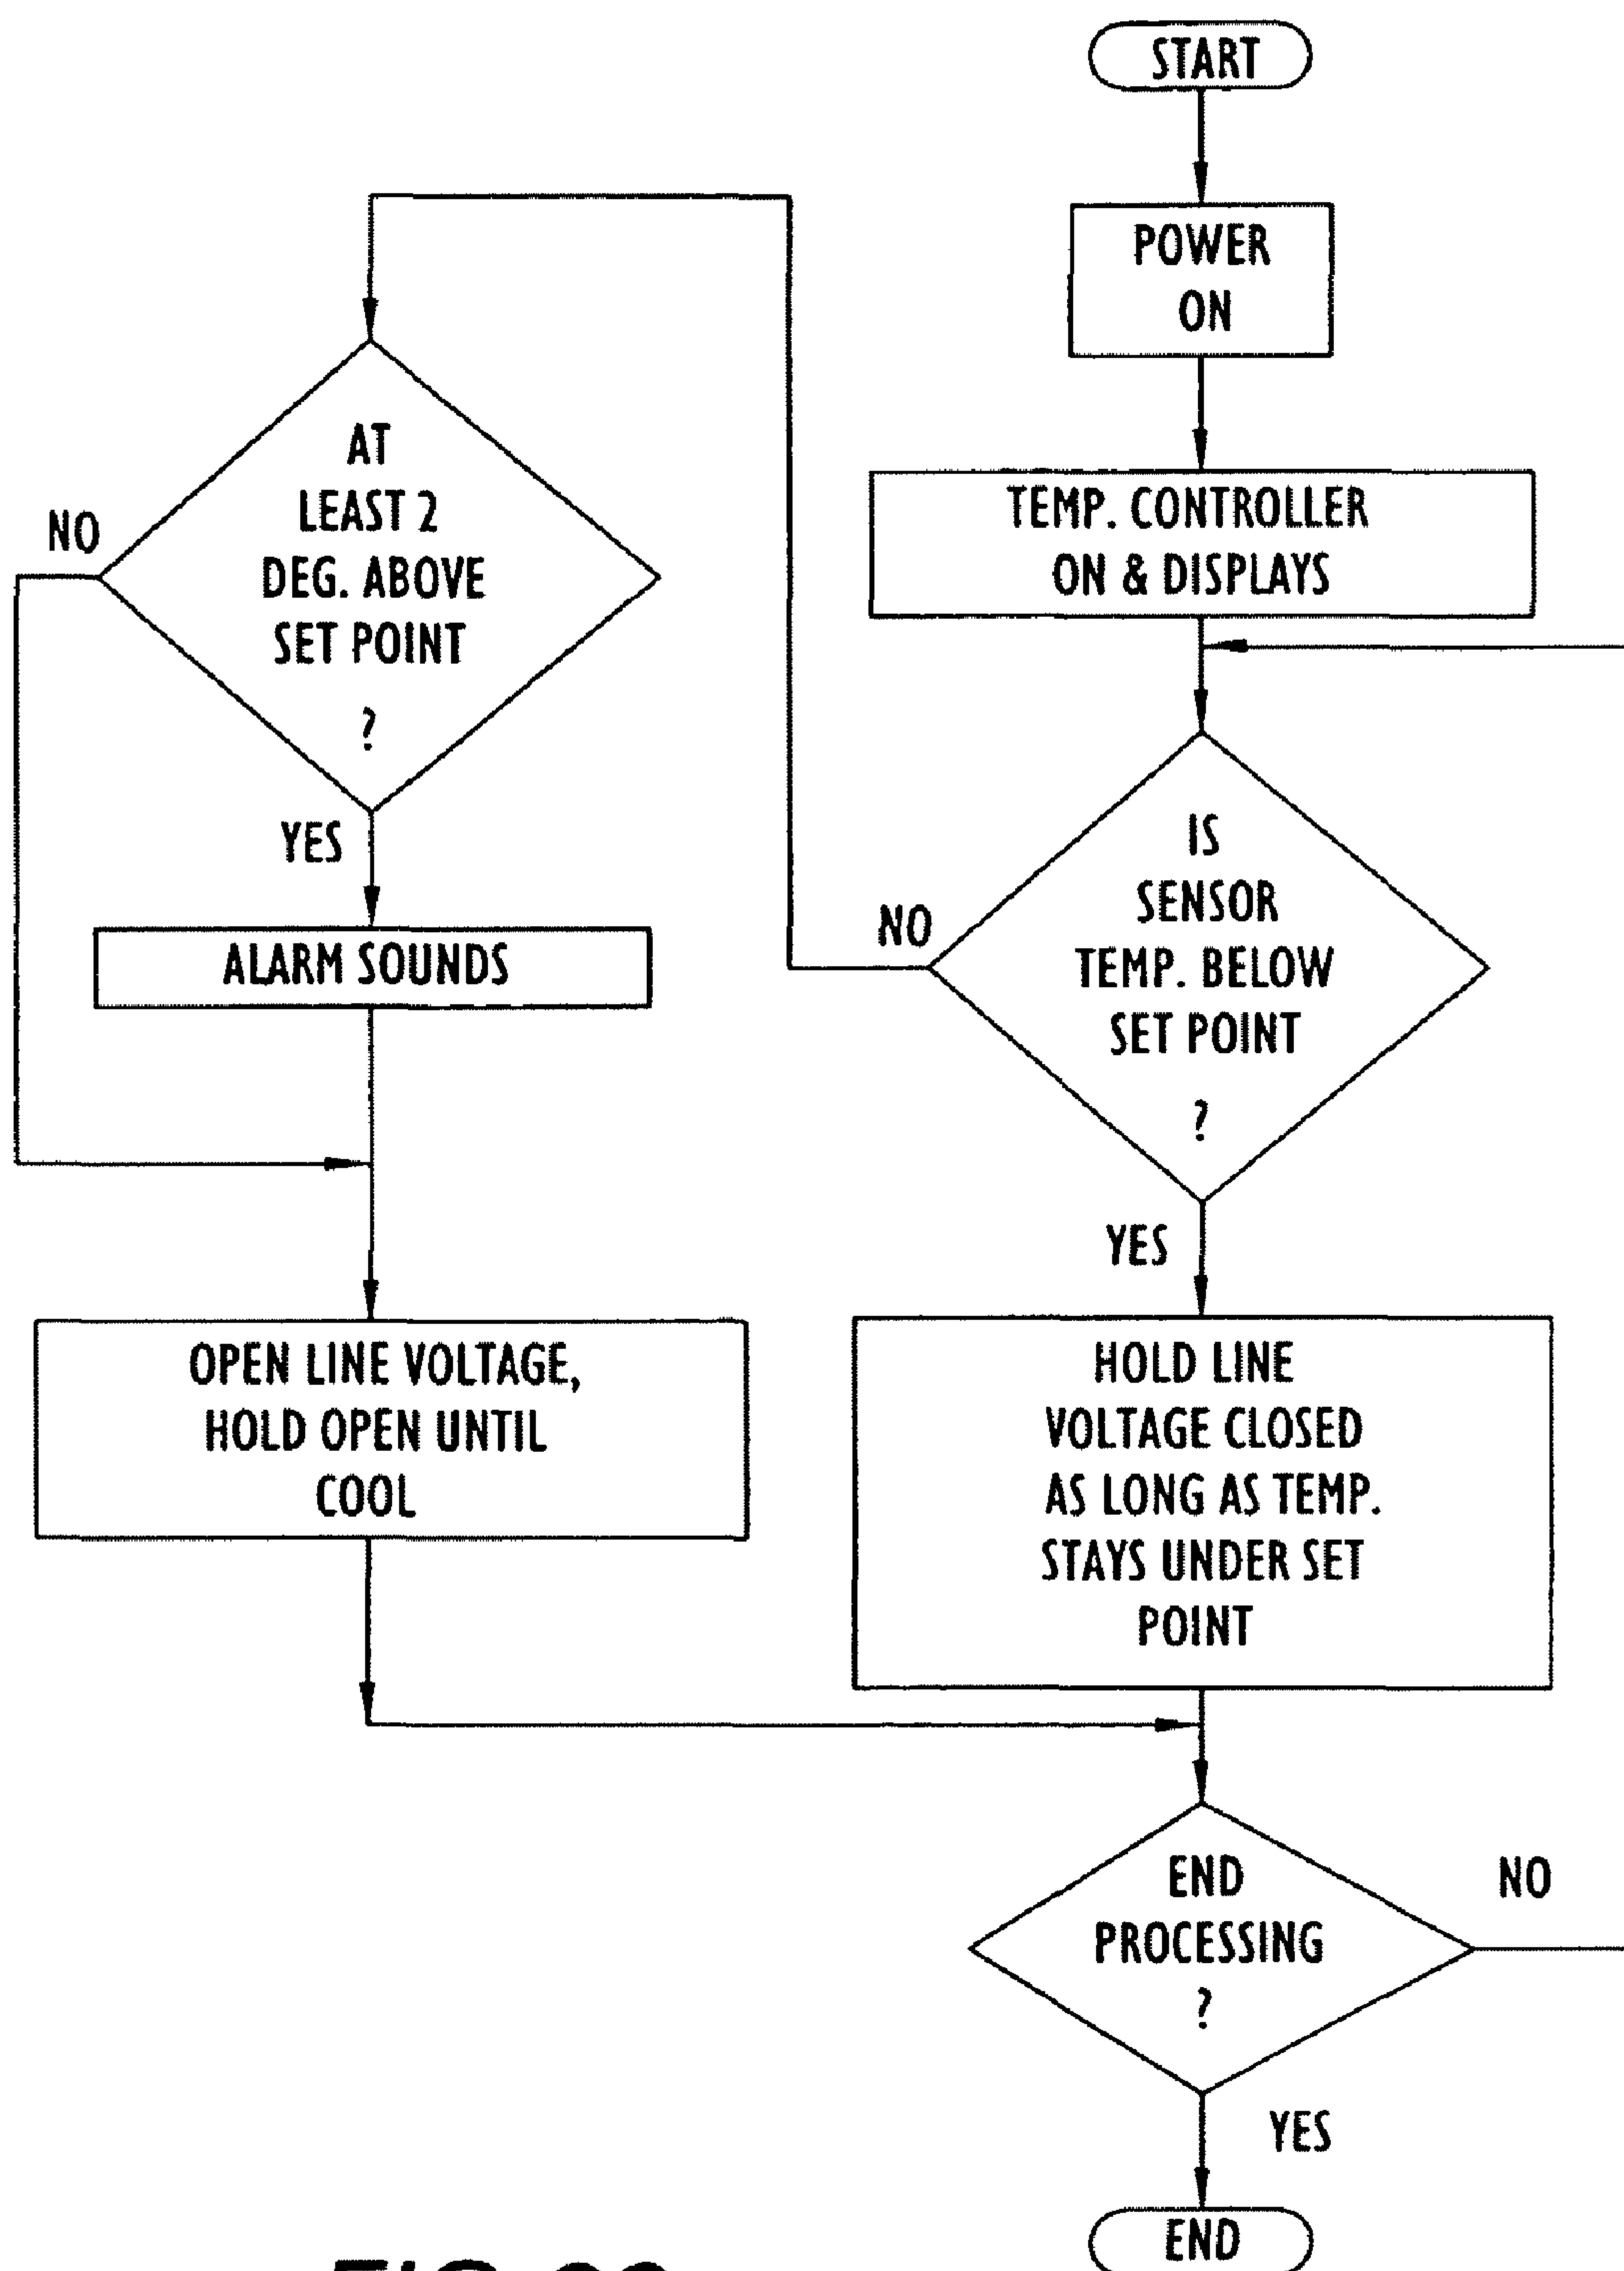 START
POWER
ON
TEMP. CONTROLLER
ON & DISPLAYS
IS
SENSOR
TEMP. BELOW
SET POINT
?
NO
YES
AT
LEAST 2
DEG. ABOVE
SET POINT
?
NO
YES
ALARM SOUNDS
OPEN LINE VOLTAGE,
HOLD OPEN UNTIL
COOL
HOLD LINE
VOLTAGE CLOSED
AS LONG AS TEMP.
STAYS UNDER SET
POINT
END
PROCESSING
?
NO
YES
END